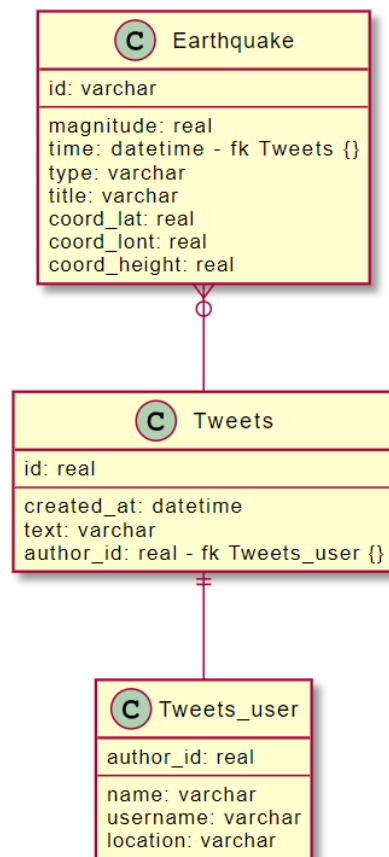 C Earthquake
id: varchar
magnitude: real
time: datetime - fk Tweets {}
type: varchar
title: varchar
coord_lat: real
coord_lont: real
coord_height: real
C Tweets
id: real
created_at: datetime
text: varchar
author_id: real - fk Tweets_user {}
C Tweets_user
author_id: real
name: varchar
username: varchar
location: varchar